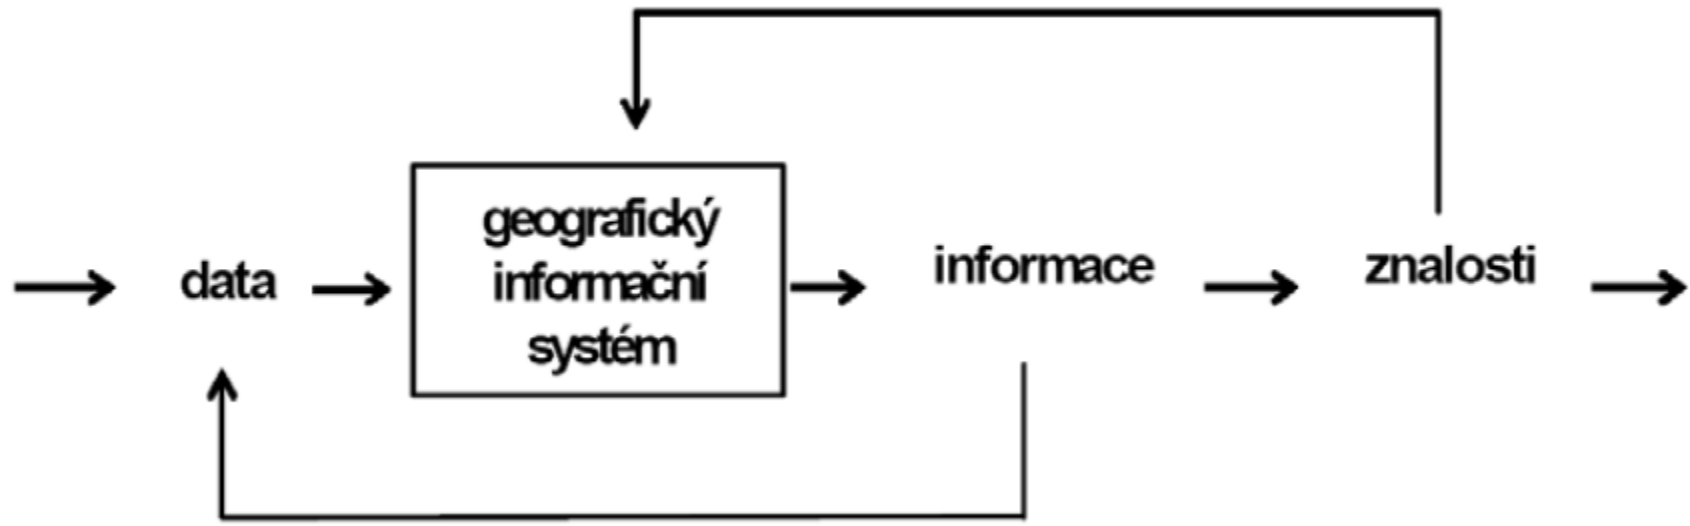 data
geografický
informační
systém
informace
znalosti